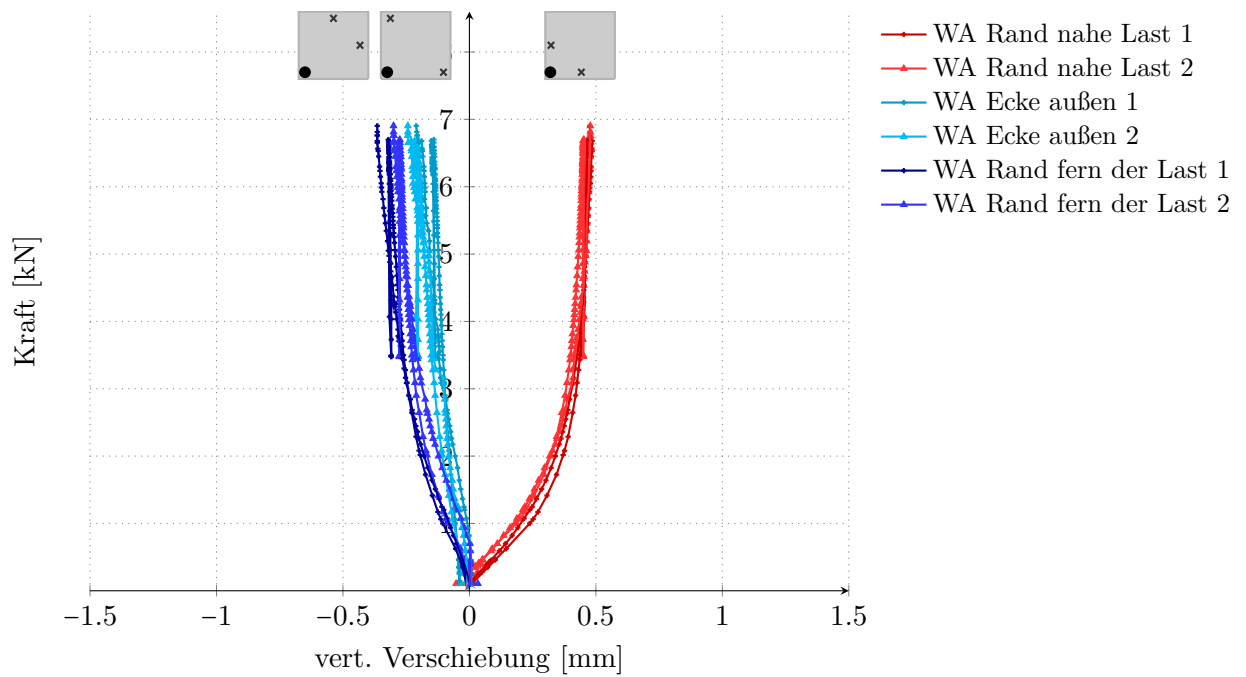 WA Rand nahe Last 1
WA Rand nahe Last 2
WA Ecke außen 1
WA Ecke außen 2
WA Rand fern der Last 1
WA Rand fern der Last 2
7
6
5
4
3
2
Kraft [kN]
−1.5 −1 −0.5 0 0.5 1 1.5
vert. Verschiebung [mm]